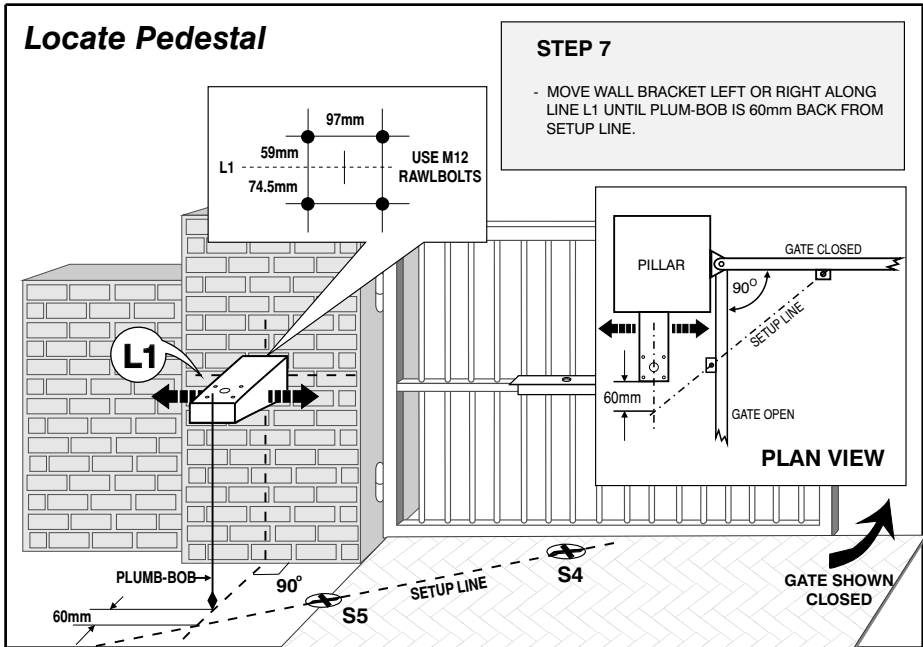 Locate Pedestal
STEP 7
- MOVE WALL BRACKET LEFT OR RIGHT ALONG
LINE L1 UNTIL PLUM-BOB IS 60mm BACK FROM
SETUP LINE.
97mm
59mm
L1
74.5mm
USE M12
RAWLBOLTS
PILLAR
GATE CLOSED
90°
SETUP LINE
60mm
GATE OPEN
PLAN VIEW
L1
PLUMB-BOB
90°
60mm
S5
SETUP LINE
S4
GATE SHOWN
CLOSED